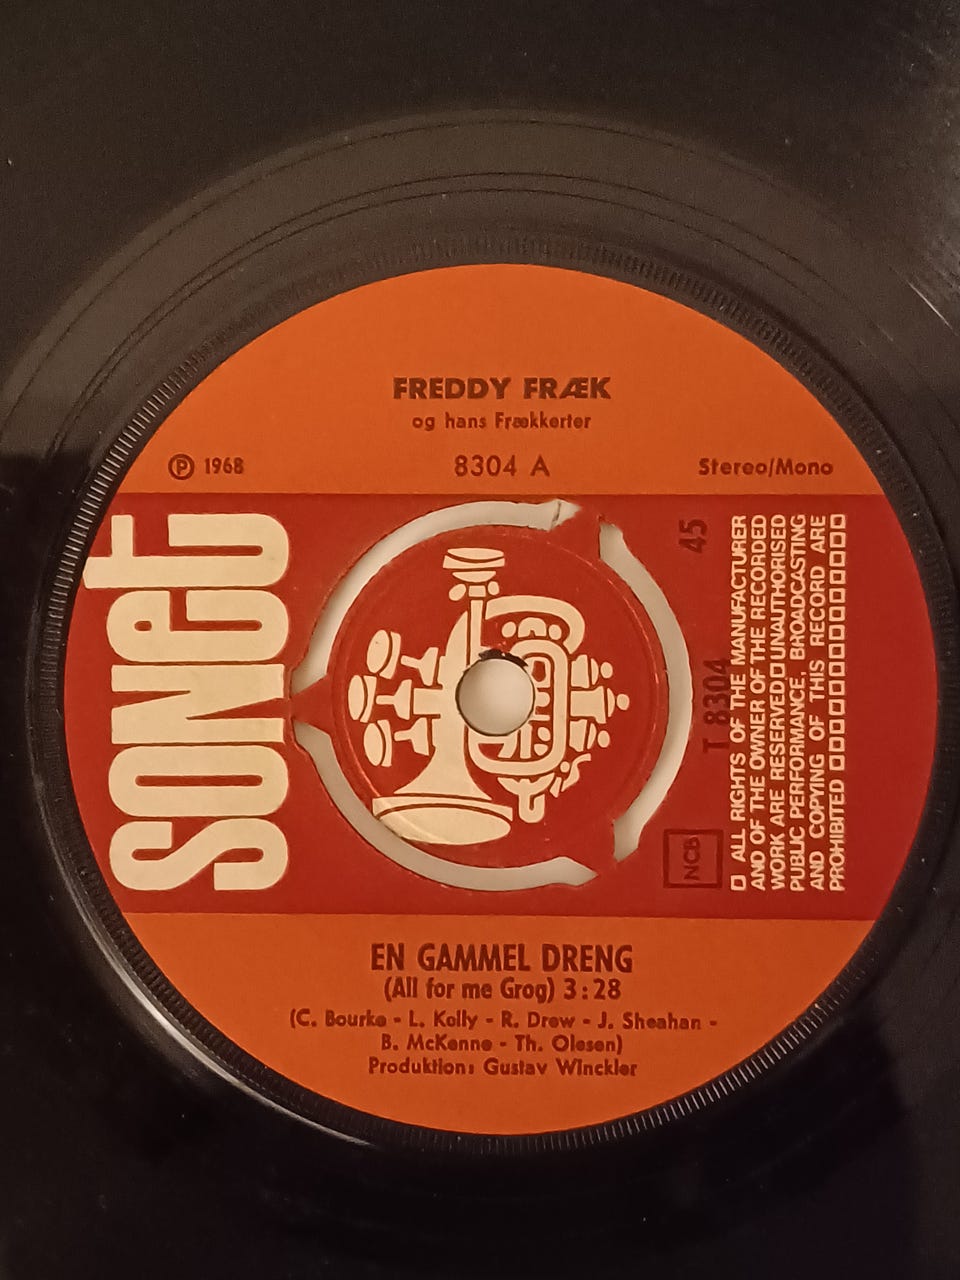 FREDDY FRÆK
og hans Frækkerter
Ⓟ 1968
8304 A
Stereo/Mono
SONGT
45
T 8304
NCB
□ ALL RIGHTS OF THE MANUFACTURER
AND OF THE OWNER OF THE RECORDED
WORK ARE RESERVED□UNAUTHORISED
PUBLIC PERFORMANCE, BROADCASTING
AND COPYING OF THIS RECORD ARE
PROHIBITED □□□□□□□□□□□□□
EN GAMMEL DRENG
(All for me Grog) 3:28
(C. Bourke - L. Kelly - R. Drew - J. Sheahan -
B. McKenne - Th. Olesen)
Produktion: Gustav Winckler